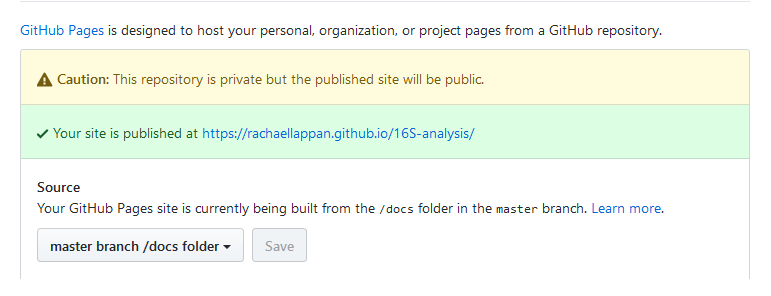 GitHub Pages is designed to host your personal, organization, or project pages from a GitHub repository.
Caution: This repository is private but the published site will be public.
Your site is published at https://rachaellappan.github.io/16S-analysis/
Source
Your GitHub Pages site is currently being built from the /docs folder in the master branch. Learn more.
master branch /docs folder Save